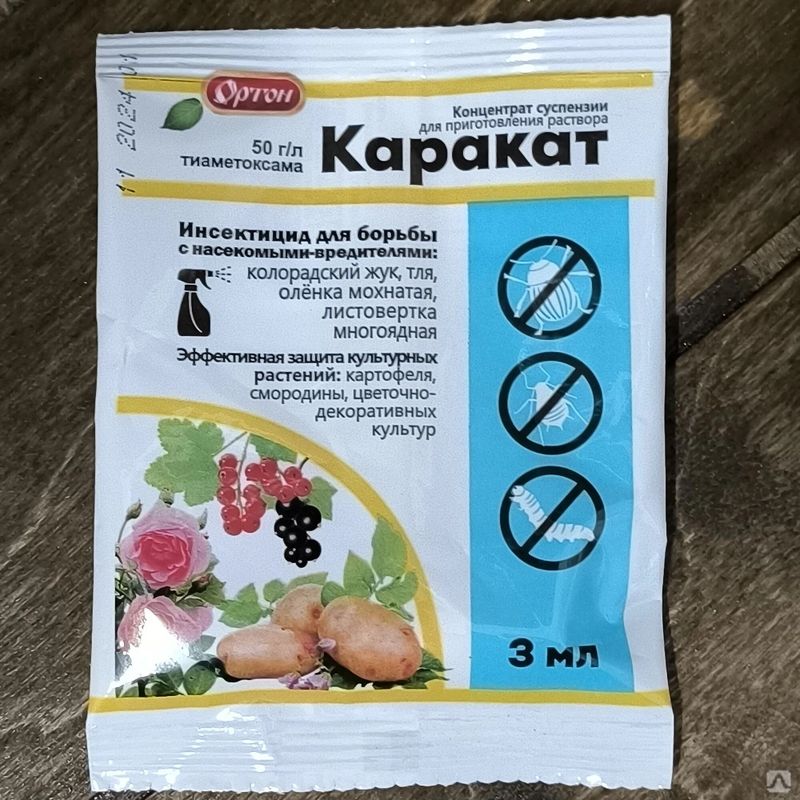 11 2024 01
Ортон
Концентрат суспензии
для приготовления раствора
50 г/л
тиаметоксама
Каракат
Инсектицид для борьбы
с насекомыми-вредителями:
колорадский жук, тля,
олёнка мохнатая,
листовертка
многоядная
Эффективная защита культурных
растений: картофеля,
смородины, цветочно-
декоративных
культур
3 мл